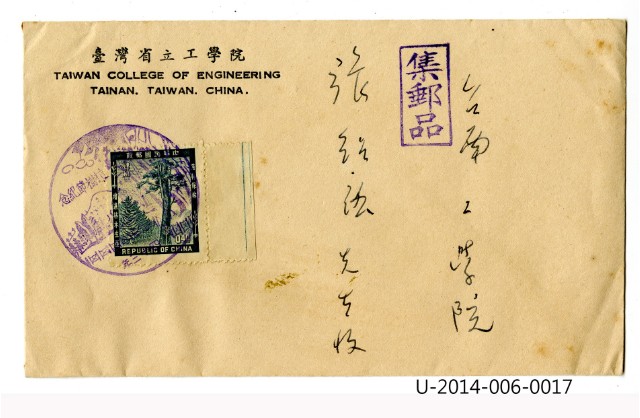 臺灣省立工學院
TAIWAN COLLEGE OF ENGINEERING
TAINAN, TAIWAN, CHINA.
集郵品
台南工學院
張 先生收
REPUBLIC OF CHINA
U-2014-006-0017